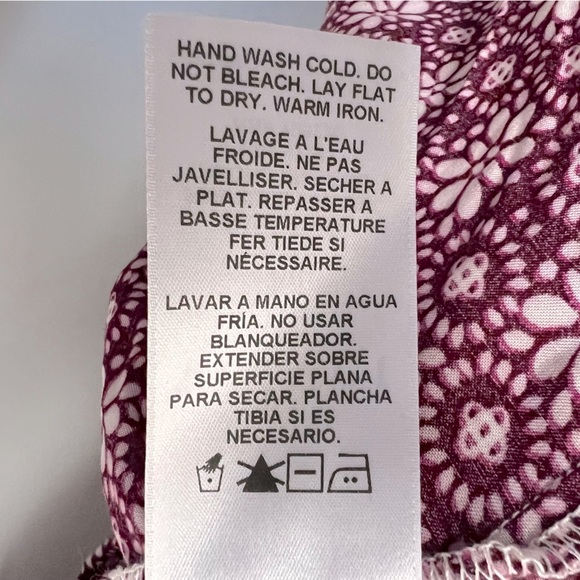 HAND WASH COLD. DO
NOT BLEACH. LAY FLAT
TO DRY. WARM IRON.
LAVAGE A L'EAU
FROIDE. NE PAS
JAVELLISER. SECHER A
PLAT. REPASSER A
BASSE TEMPERATURE
FER TIEDE SI
NÉCESSAIRE.
LAVAR A MANO EN AGUA
FRÍA. NO USAR
BLANQUEADOR.
EXTENDER SOBRE
SUPERFICIE PLANA
PARA SECAR. PLANCHA
TIBIA SI ES
NECESARIO.